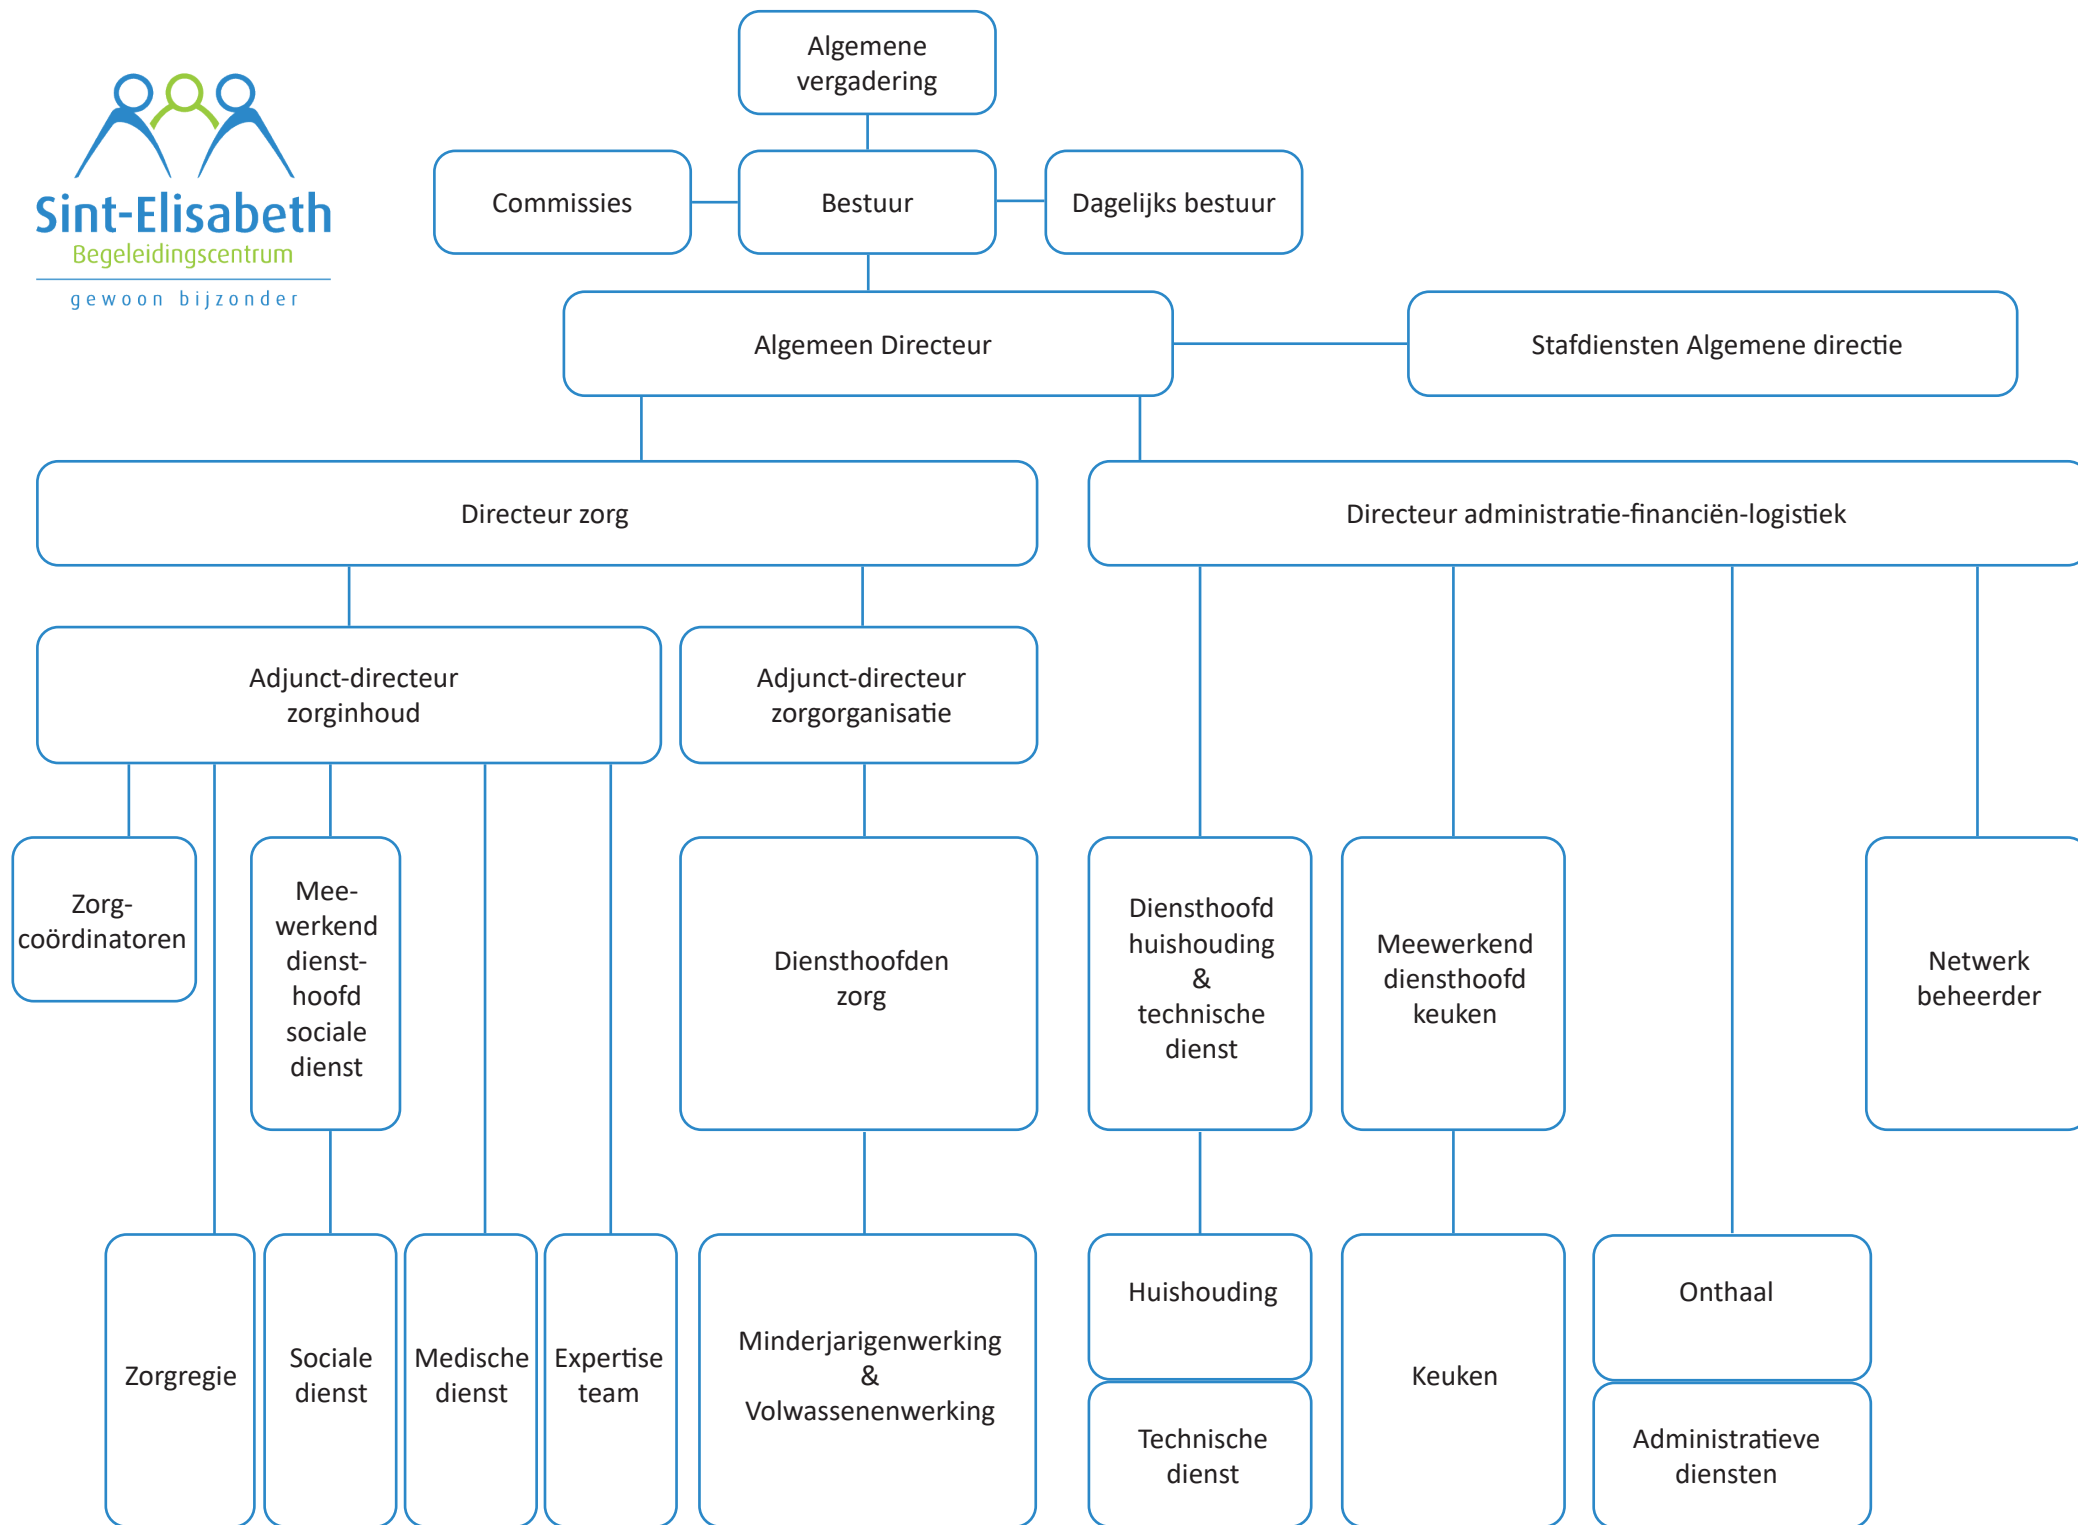 Algemene
vergadering
Sint-Elisabeth
Begeleidingscentrum
gewoon bijzonder
Commissies
Bestuur
Dagelijks bestuur
Algemeen Directeur
Stafdiensten Algemene directie
Directeur zorg
Directeur administratie-financiën-logistiek
Adjunct-directeur
zorginhoud
Adjunct-directeur
zorgorganisatie
Zorg-
coördinatoren
Mee-
werkend
dienst-
hoofd
sociale
dienst
Diensthoofden
zorg
Diensthoofd
huishouding
&
technische
dienst
Meewerkend
diensthoofd
keuken
Netwerk
beheerder
Zorgregie
Sociale
dienst
Medische
dienst
Expertise
team
Minderjarigenwerking
&
Volwassenenwerking
Huishouding
Technische
dienst
Keuken
Onthaal
Administratieve
diensten